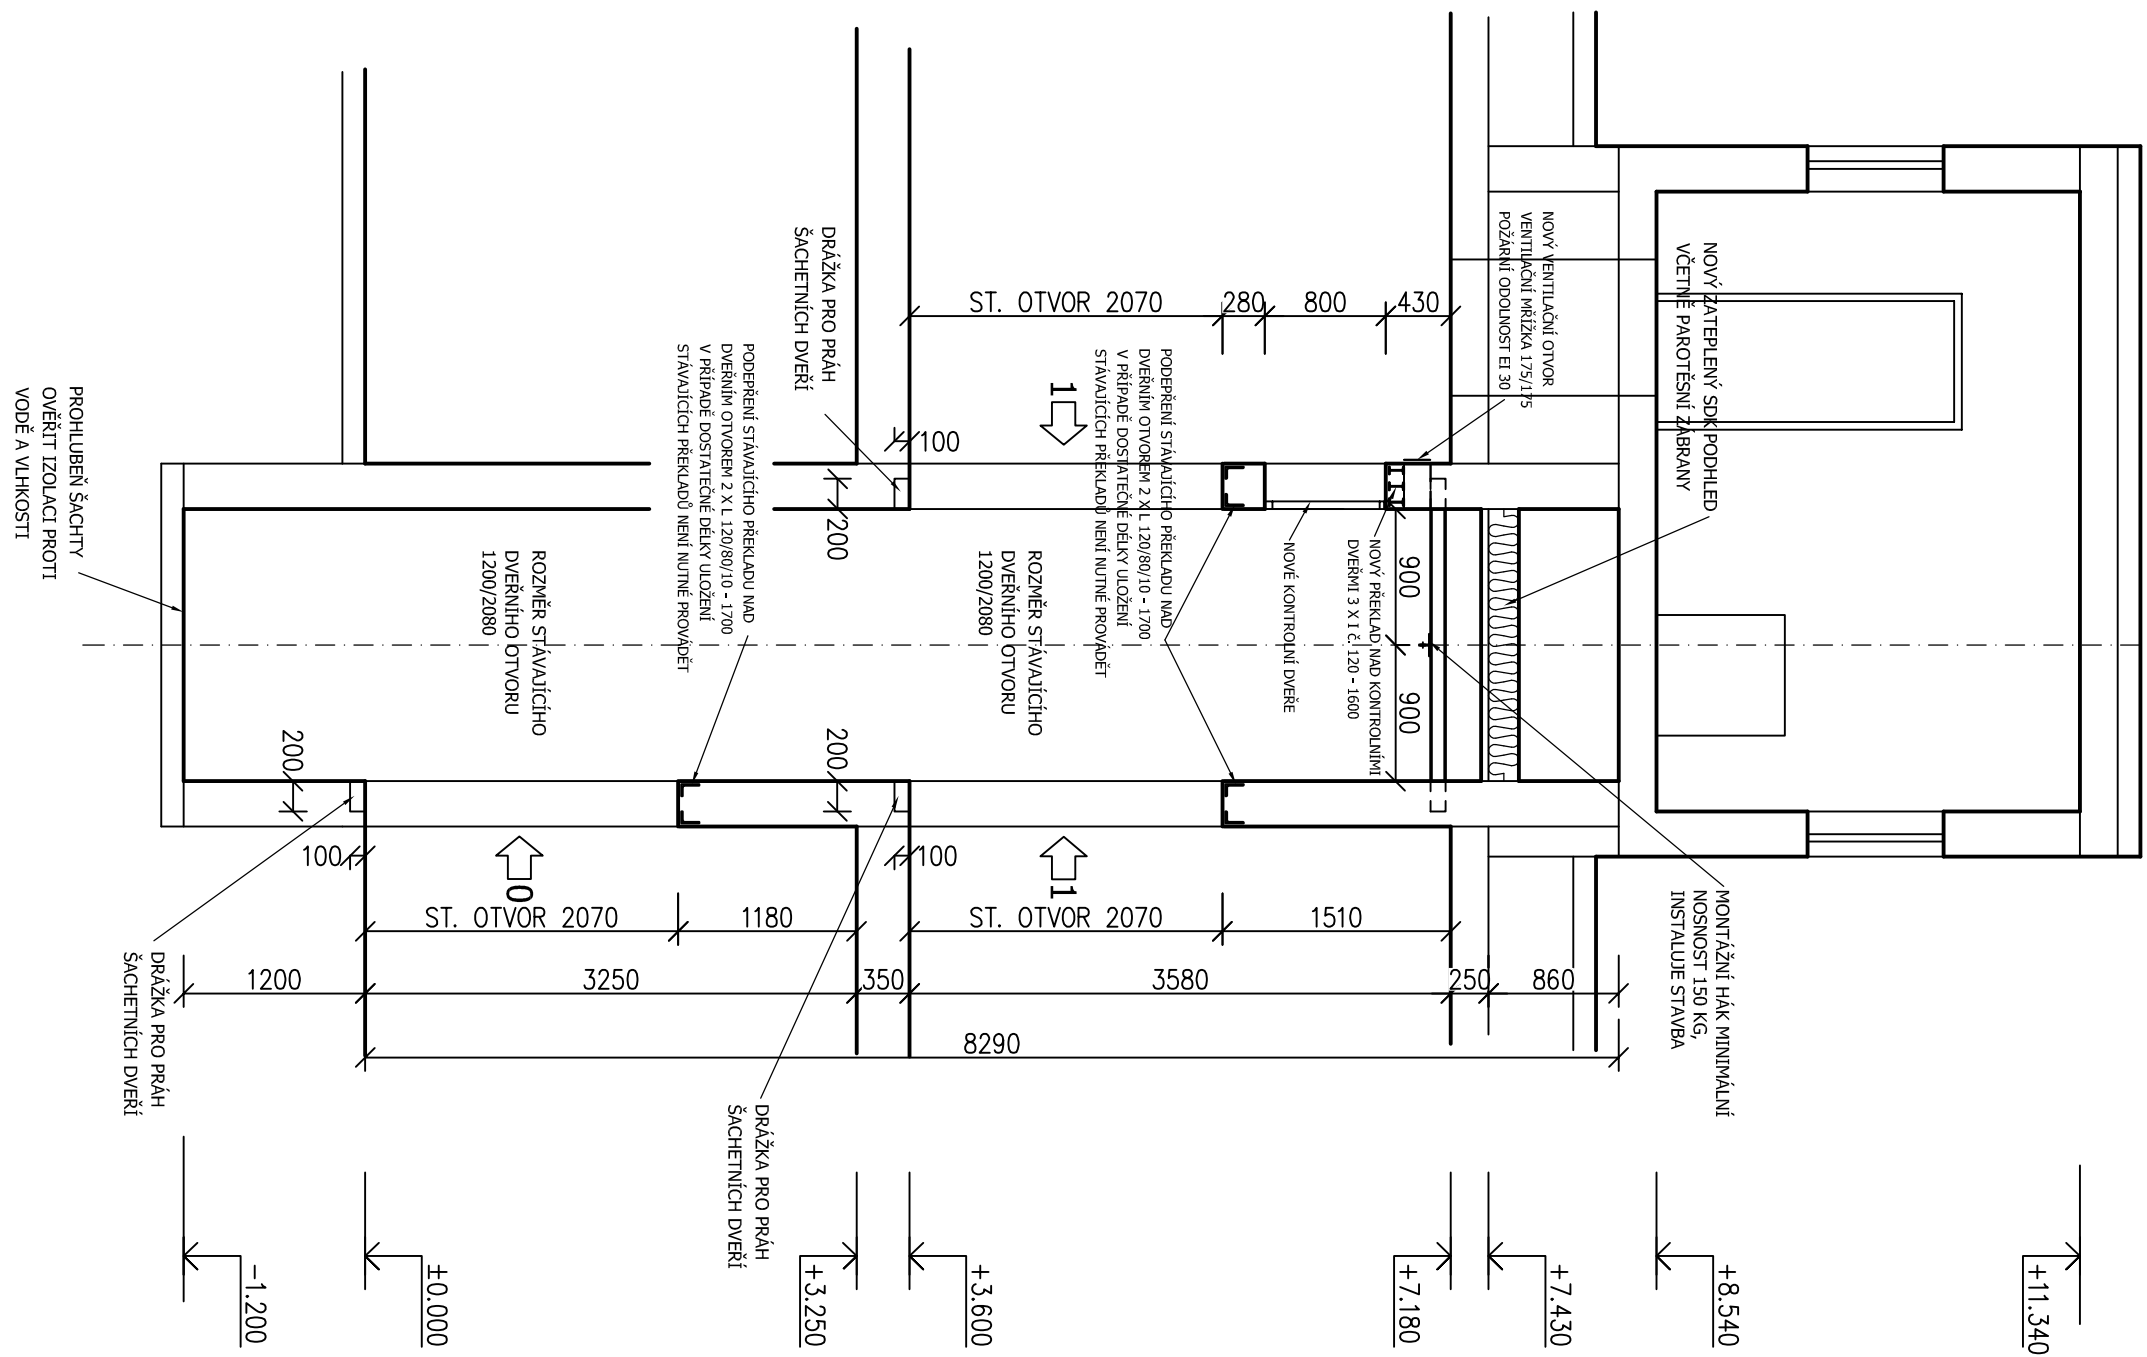 NOVÝ ZATEPLENÝ SDK PODHLED
VČETNĚ PAROTĚSNÍ ZÁBRANY
NOVÝ VENTILAČNÍ OTVOR
VENTILAČNÍ MŘÍŽKA 175/175
POŽÁRNÍ ODOLNOST EI 30
DRÁŽKA PRO PRÁH
ŠACHETNÍCH DVEŘÍ
ST. OTVOR 2070
280
800
430
1
100
200
PODEPŘENÍ STÁVAJÍCÍHO PŘEKLADU NAD
DVEŘNÍM OTVOREM 2 X L 120/80/10 - 1700
V PŘÍPADĚ DOSTATEČNÉ DÉLKY ULOŽENÍ
STÁVAJÍCÍCH PŘEKLADŮ NENÍ NUTNÉ PROVÁDĚT
PODEPŘENÍ STÁVAJÍCÍHO PŘEKLADU NAD
DVEŘNÍM OTVOREM 2 X L 120/80/10 - 1700
V PŘÍPADĚ DOSTATEČNÉ DÉLKY ULOŽENÍ
STÁVAJÍCÍCH PŘEKLADŮ NENÍ NUTNÉ PROVÁDĚT
PROHLUBEŇ ŠACHTY
OVĚŘIT IZOLACI PROTI
VODĚ A VLHKOSTI
ROZMĚR STÁVAJÍCÍHO
DVEŘNÍHO OTVORU
1200/2080
ROZMĚR STÁVAJÍCÍHO
DVEŘNÍHO OTVORU
1200/2080
NOVÉ KONTROLNÍ DVEŘE
NOVÝ PŘEKLAD NAD KONTROLNÍMI
DVEŘMI 3 X I č. 120 - 1600
900
900
200
200
100
100
0
1
ST. OTVOR 2070
1180
ST. OTVOR 2070
1510
1200
3250
350
3580
250
860
8290
MONTÁŽNÍ HÁK MINIMÁLNÍ
NOSNOST 150 KG,
INSTALUJE STAVBA
DRÁŽKA PRO PRÁH
ŠACHETNÍCH DVEŘÍ
DRÁŽKA PRO PRÁH
ŠACHETNÍCH DVEŘÍ
-1.200
±0.000
+3.250
+3.600
+7.180
+7.430
+8.540
+11.340